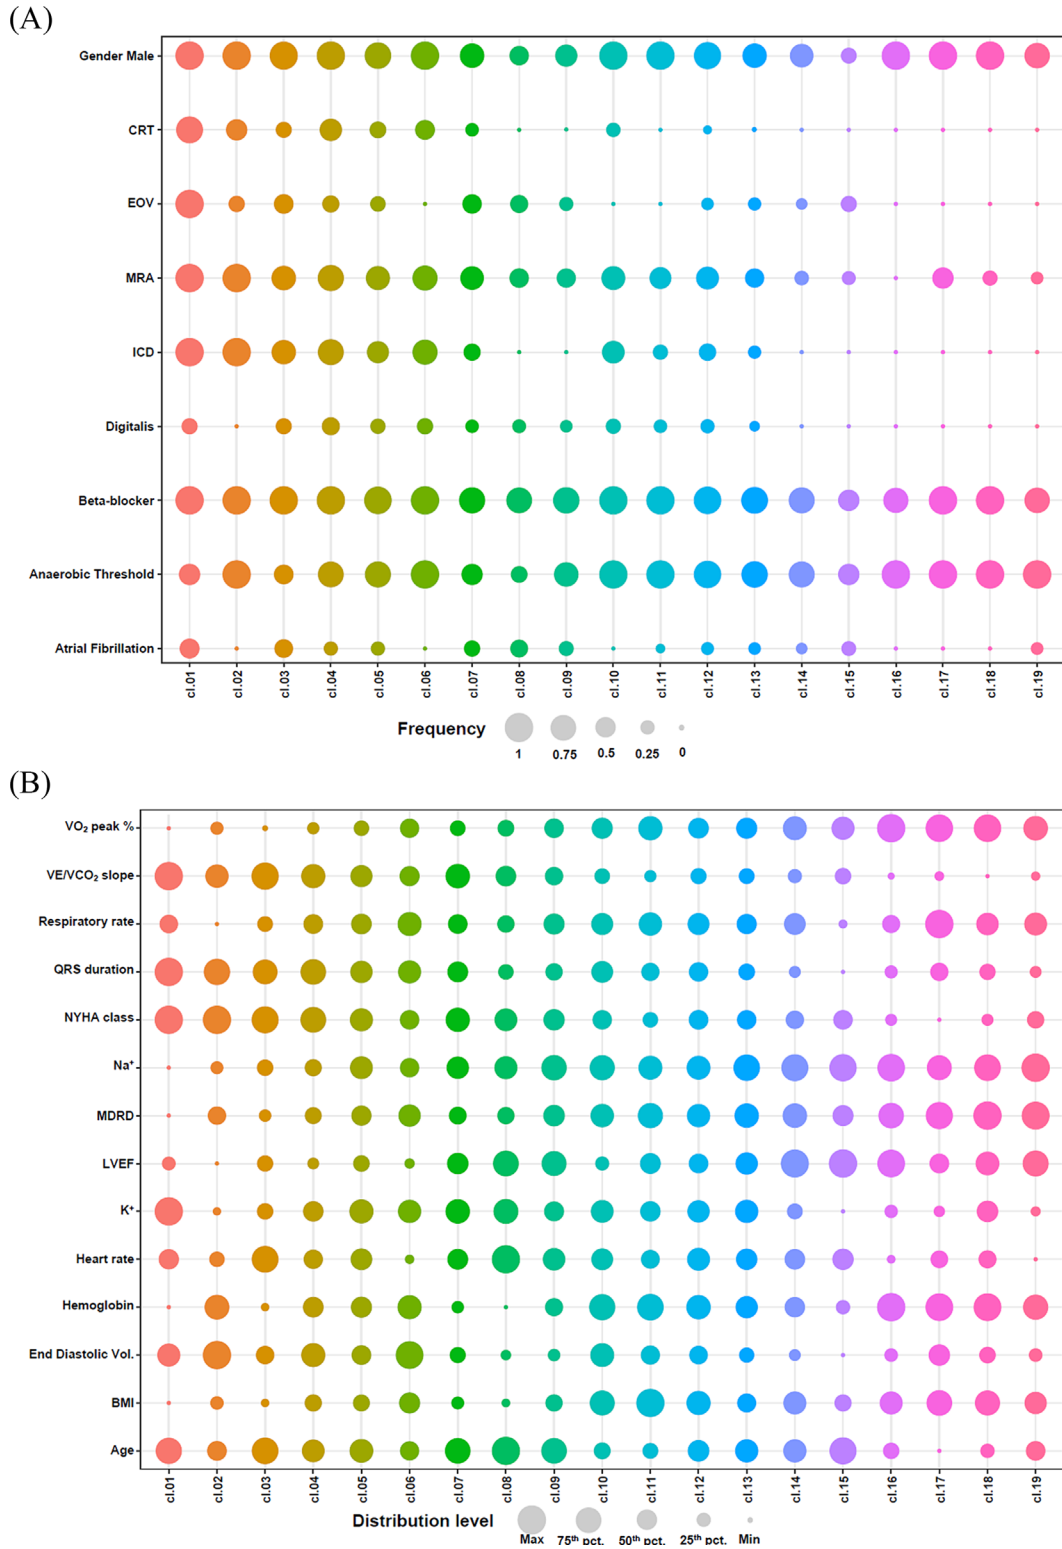 (A)
Gender Male
CRT
EOV
MRA
ICD
Digitalis
Beta-blocker
Anaerobic Threshold
Atrial Fibrillation
cl.01 cl.02 cl.03 cl.04 cl.05 cl.06 cl.07 cl.08 cl.09 cl.10 cl.11 cl.12 cl.13 cl.14 cl.15 cl.16 cl.17 cl.18 cl.19
Frequency
1 0.75 0.5 0.25 0
(B)
VO₂ peak %
VE/VCO₂ slope
Respiratory rate
QRS duration
NYHA class
Na⁺
MDRD
LVEF
K⁺
Heart rate
Hemoglobin
End Diastolic Vol.
BMI
Age
cl.01 cl.02 cl.03 cl.04 cl.05 cl.06 cl.07 cl.08 cl.09 cl.10 cl.11 cl.12 cl.13 cl.14 cl.15 cl.16 cl.17 cl.18 cl.19
Distribution level
Max 75ᵗʰ pct. 50ᵗʰ pct. 25ᵗʰ pct. Min